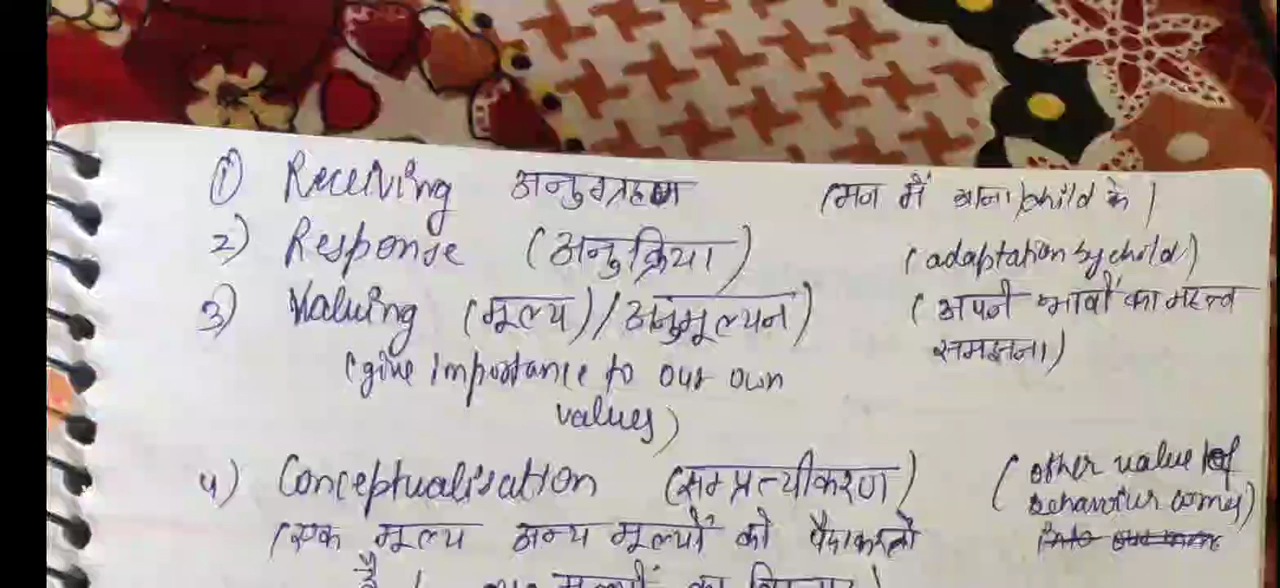 ① Receiving अनुग्रहण (मन में आना/child के)
2) Response (अनुक्रिया) (adaptation by child)
3) Valuing (मूल्य)/अनुमूल्यन) (अपने भावों का महत्व
समझना)
(give importance to our own
values)
4) Conceptualisation (सम्प्रत्यीकरण) (other value of
behaviour comes)
(एक मूल्य अन्य मूल्यों को पैदा करते
है मूल्यों का विस्तार)